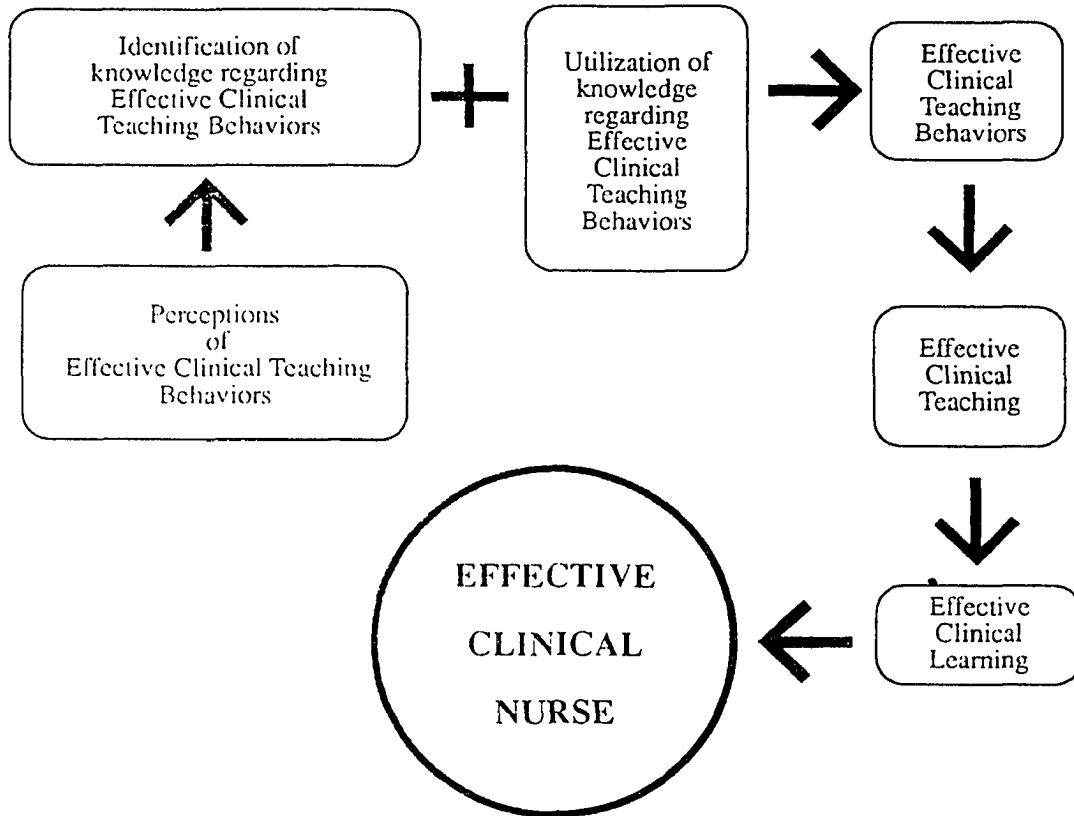 Identification of
knowledge regarding
Effective Clinical
Teaching Behaviors
Utilization of
knowledge
regarding
Effective
Clinical
Teaching
Behaviors
Effective
Clinical
Teaching
Behaviors
Perceptions
of
Effective Clinical Teaching
Behaviors
Effective
Clinical
Teaching
Effective
Clinical
Learning
EFFECTIVE
CLINICAL
NURSE